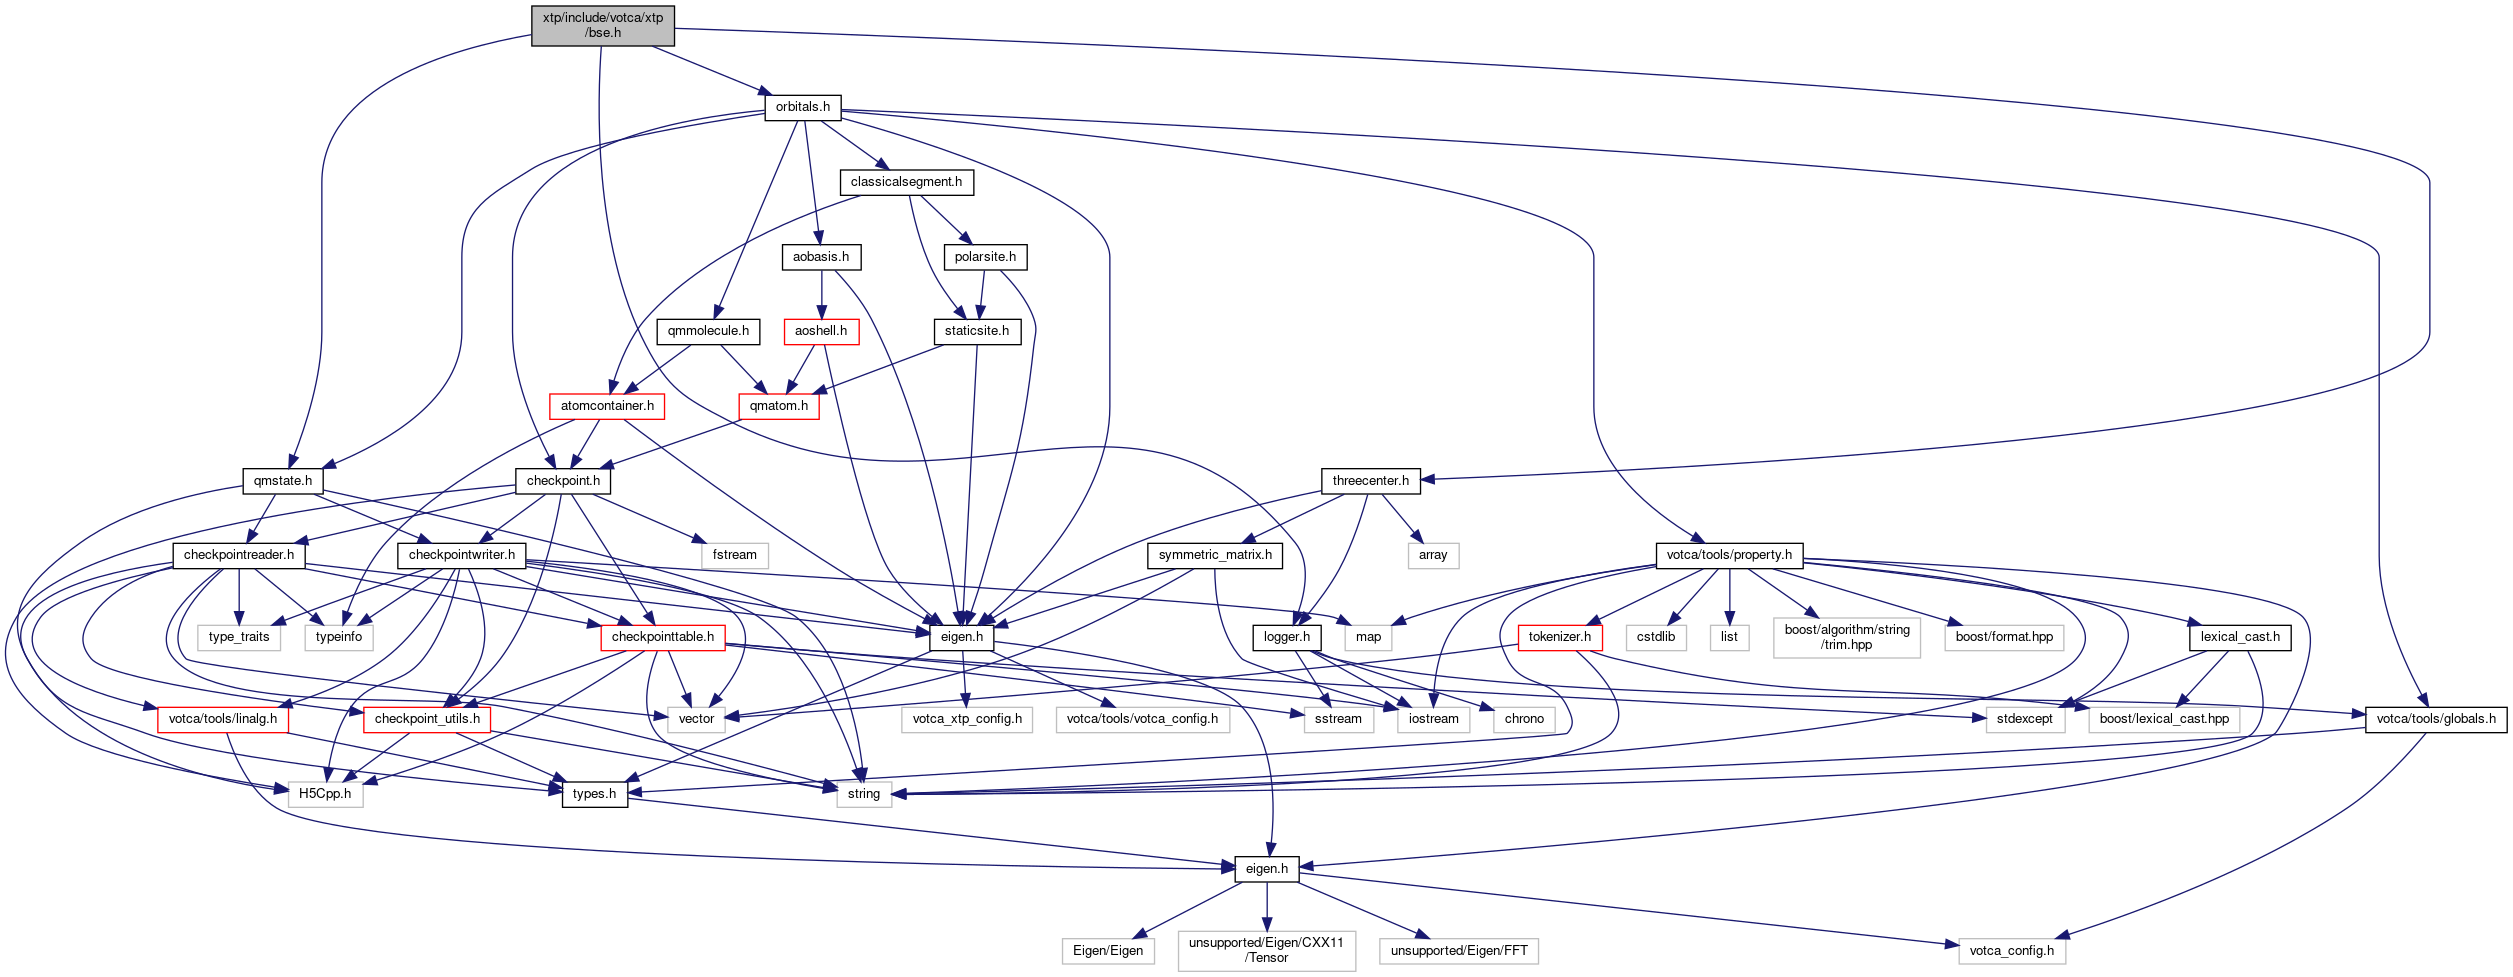 xtp/include/votca/xtp
/bse.h
orbitals.h
classicalsegment.h
aobasis.h
polarsite.h
qmmolecule.h
aoshell.h
staticsite.h
atomcontainer.h
qmatom.h
qmstate.h
checkpoint.h
threecenter.h
checkpointreader.h
checkpointwriter.h
fstream
symmetric_matrix.h
array
votca/tools/property.h
type_traits
typeinfo
checkpointtable.h
eigen.h
logger.h
map
tokenizer.h
cstdlib
list
boost/algorithm/string
/trim.hpp
boost/format.hpp
lexical_cast.h
votca/tools/linalg.h
checkpoint_utils.h
vector
votca_xtp_config.h
votca/tools/votca_config.h
sstream
iostream
chrono
stdexcept
boost/lexical_cast.hpp
votca/tools/globals.h
H5Cpp.h
types.h
string
eigen.h
Eigen/Eigen
unsupported/Eigen/CXX11
/Tensor
unsupported/Eigen/FFT
votca_config.h